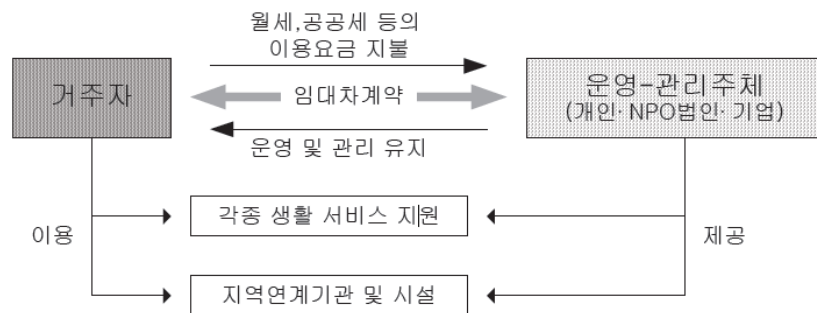 월세,공공세 등의
이용요금 지불
거주자
임대차계약
운영-관리주체
(개인·NPO법인·기업)
운영 및 관리 유지
각종 생활 서비스 지원
이용
제공
지역연계기관 및 시설